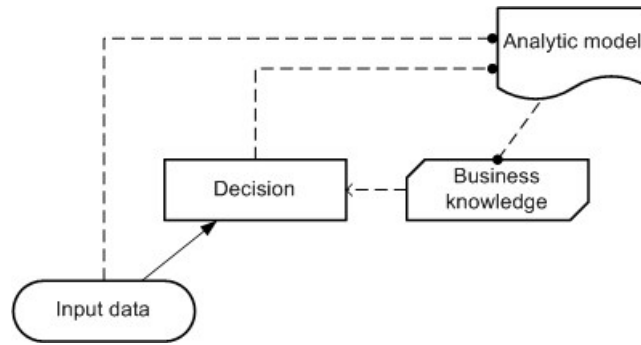 Analytic model
Decision
Business
knowledge
Input data